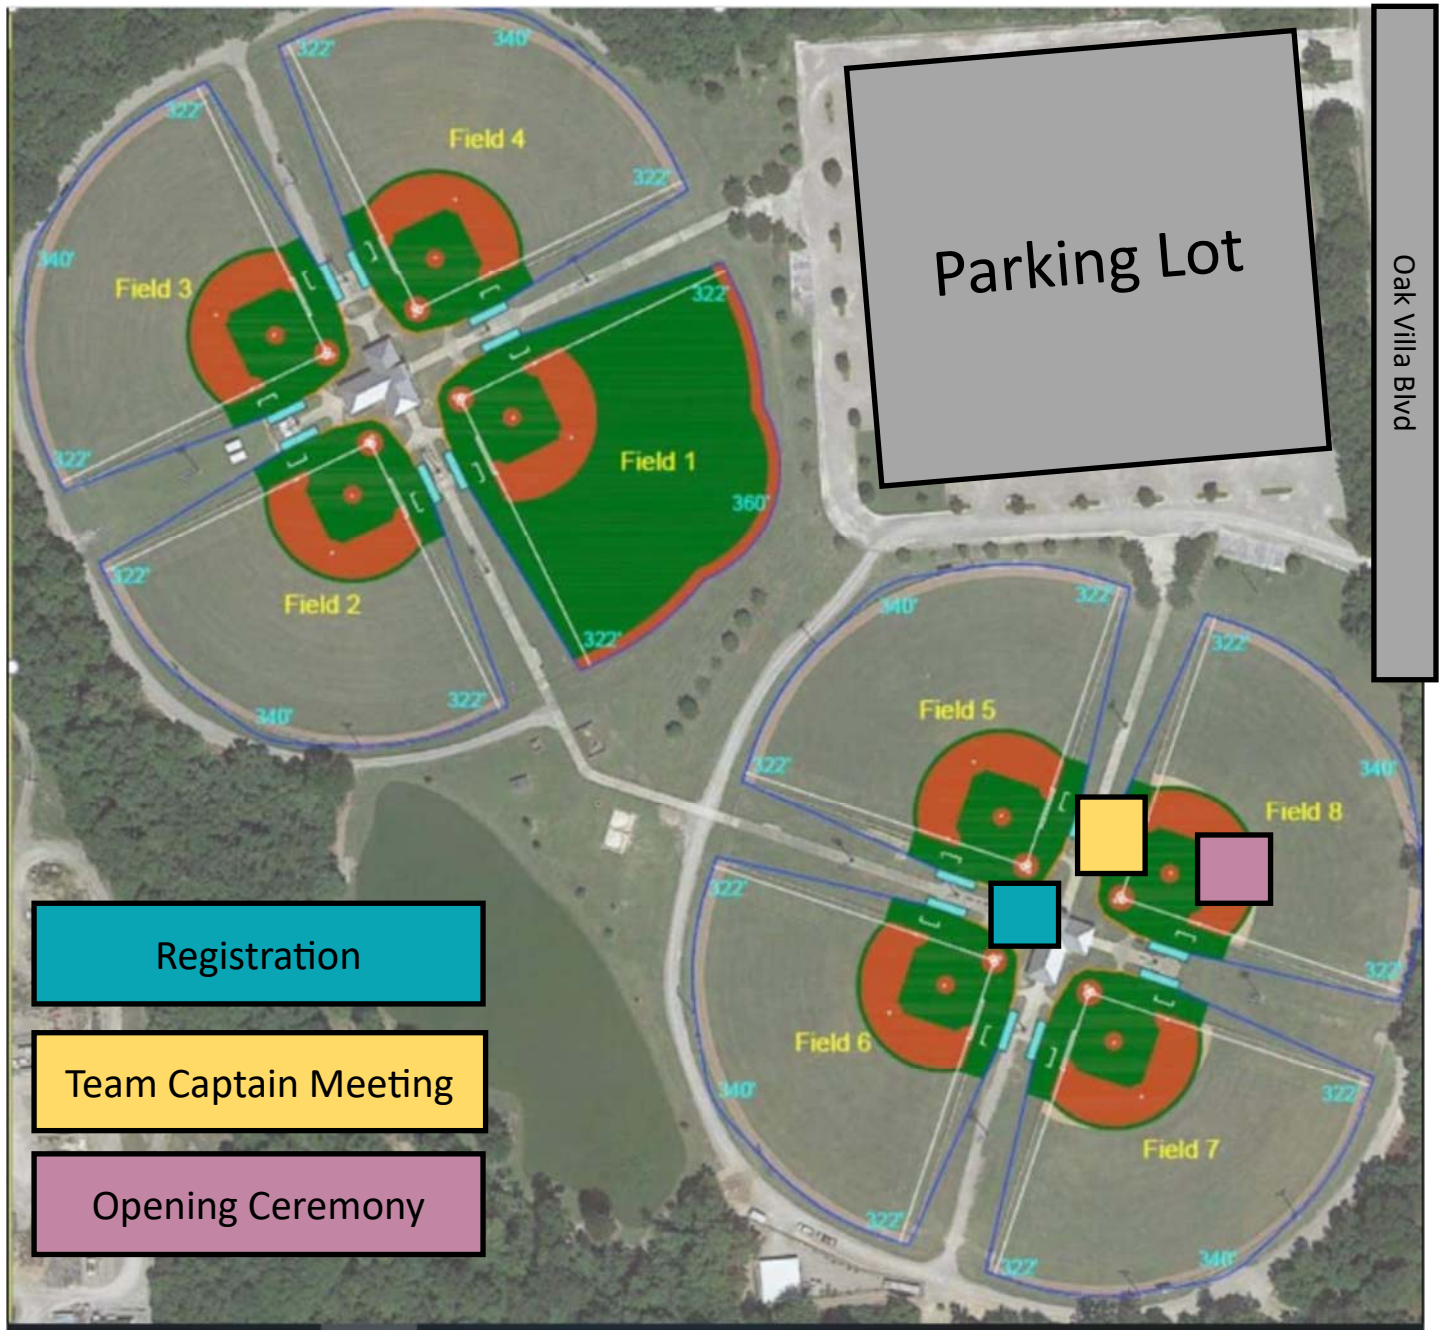 322'
340'
Field 4
322'
322'
340'
Field 3
322'
322'
Field 1
360'
322'
322'
Field 2
340'
322'
Parking Lot
Oak Villa Blvd
340'
322'
Field 5
322'
322'
340'
Field 8
322'
322'
Field 6
340'
322'
322'
Field 7
340'
322'
Registration
Team Captain Meeting
Opening Ceremony